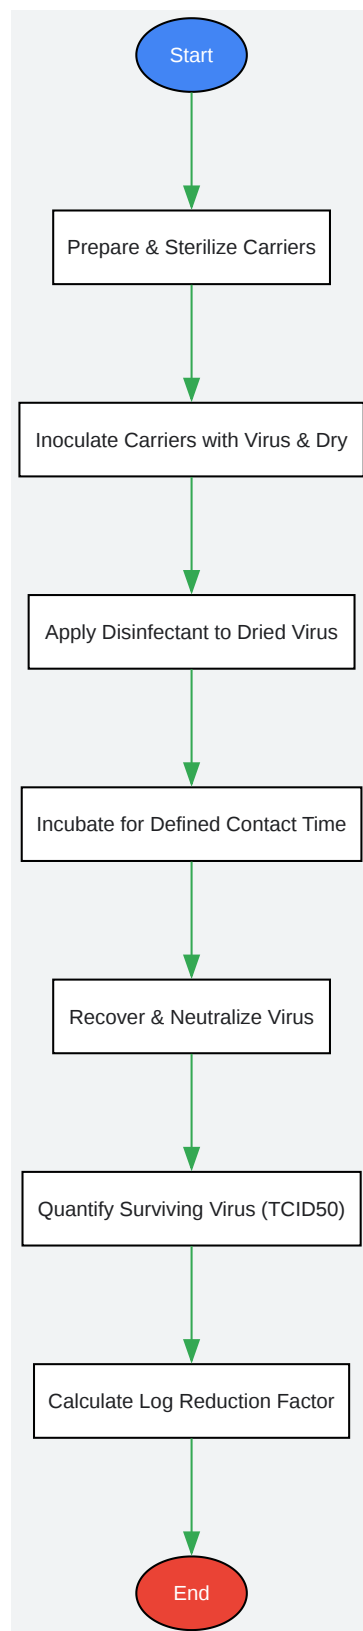 Start
Prepare & Sterilize Carriers
Inoculate Carriers with Virus & Dry
Apply Disinfectant to Dried Virus
Incubate for Defined Contact Time
Recover & Neutralize Virus
Quantify Surviving Virus (TCID50)
Calculate Log Reduction Factor
End